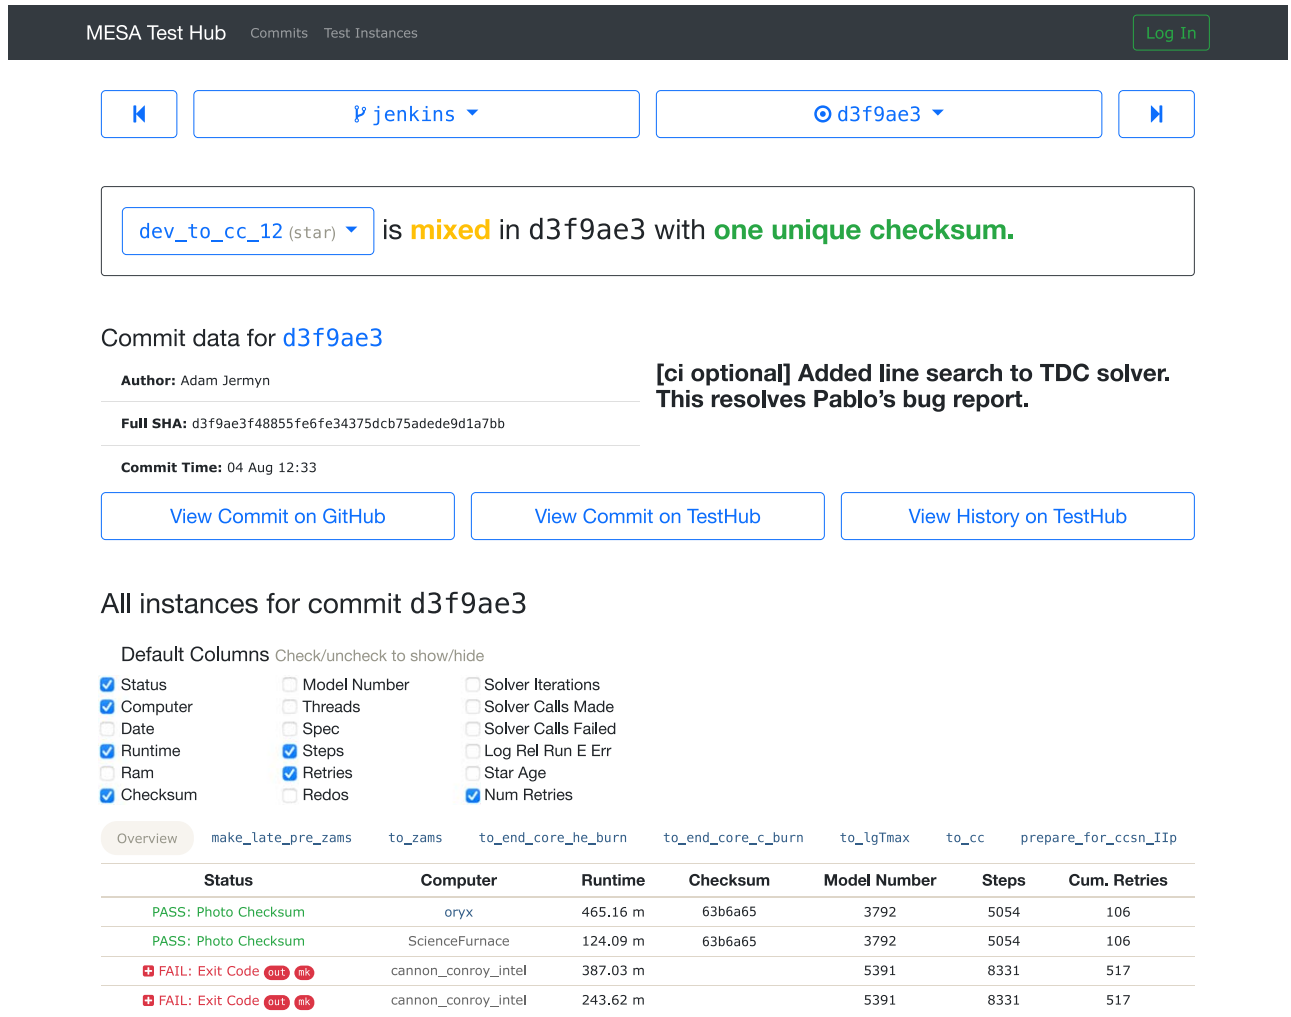 MESA Test Hub Commits Test Instances Log In
jenkins d3f9ae3
dev_to_cc_12 (star) is mixed in d3f9ae3 with one unique checksum.
Commit data for d3f9ae3
Author: Adam Jermyn
Full SHA: d3f9ae3f48855fe6fe34375dcb75adede9d1a7bb
Commit Time: 04 Aug 12:33
[ci optional] Added line search to TDC solver.
This resolves Pablo’s bug report.
View Commit on GitHub View Commit on TestHub View History on TestHub
All instances for commit d3f9ae3
Default Columns Check/uncheck to show/hide
Status Model Number Solver Iterations
Computer Threads Solver Calls Made
Date Spec Solver Calls Failed
Runtime Steps Log Rel Run E Err
Ram Retries Star Age
Checksum Redos Num Retries
Overview make_late_pre_zams to_zams to_end_core_he_burn to_end_core_c_burn to_lgTmax to_cc prepare_for_ccsn_IIp
Status Computer Runtime Checksum Model Number Steps Cum. Retries
PASS: Photo Checksum oryx 465.16 m 63b6a65 3792 5054 106
PASS: Photo Checksum ScienceFurnace 124.09 m 63b6a65 3792 5054 106
FAIL: Exit Code out mk cannon_conroy_intel 387.03 m 5391 8331 517
FAIL: Exit Code out mk cannon_conroy_intel 243.62 m 5391 8331 517